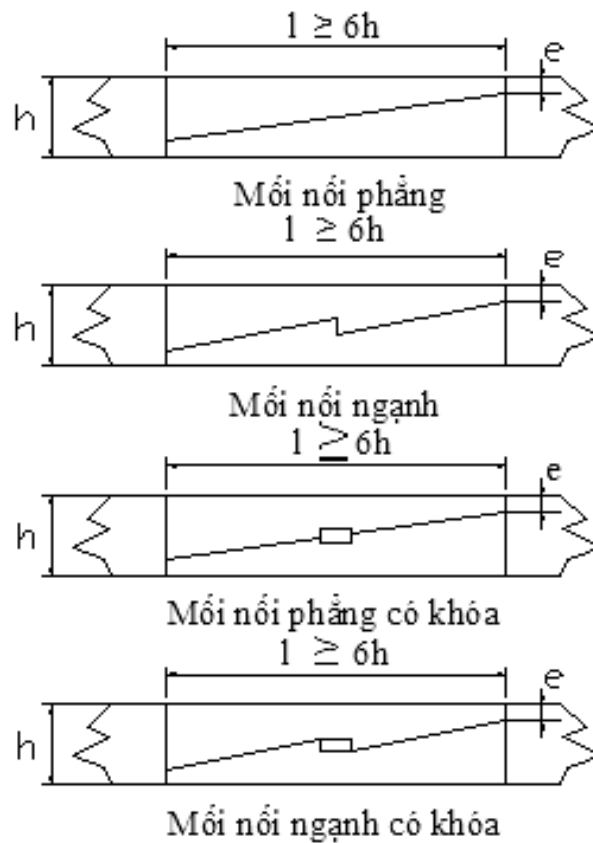 l ≥ 6h
e
h
Mối nối phẳng
l ≥ 6h
e
h
Mối nối ngạnh
l ≥ 6h
e
h
Mối nối phẳng có khóa
l ≥ 6h
e
h
Mối nối ngạnh có khóa